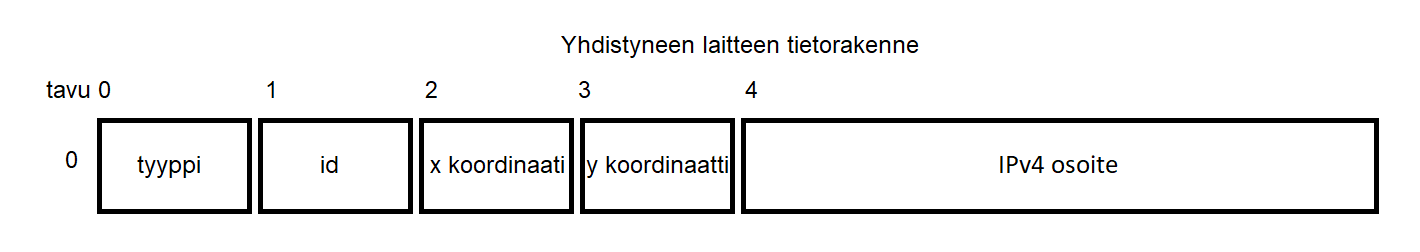 Yhdistyneen laitteen tietorakenne
tavu 0 1 2 3 4
0 tyyppi id x koordinaati y koordinaatti IPv4 osoite